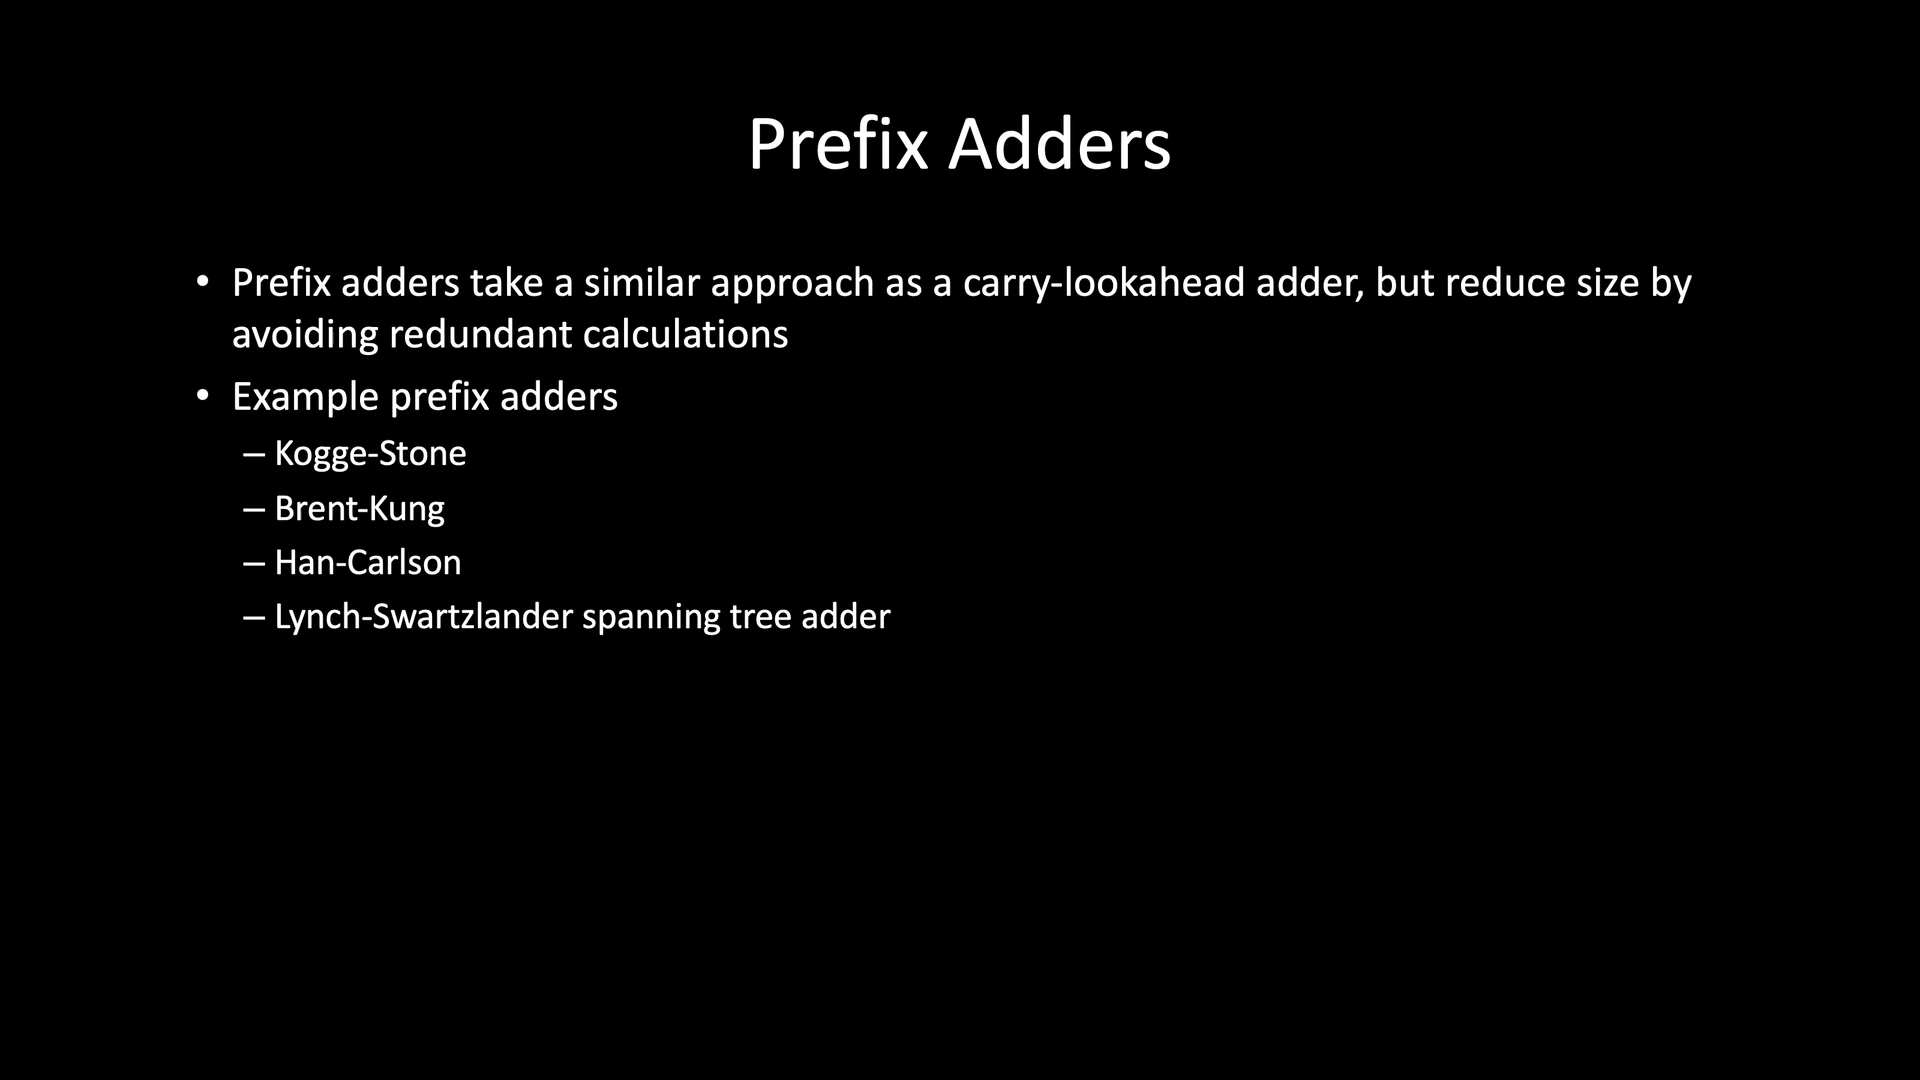 Prefix Adders
• Prefix adders take a similar approach as a carry-lookahead adder, but reduce size by
avoiding redundant calculations
• Example prefix adders
– Kogge-Stone
– Brent-Kung
– Han-Carlson
– Lynch-Swartzlander spanning tree adder